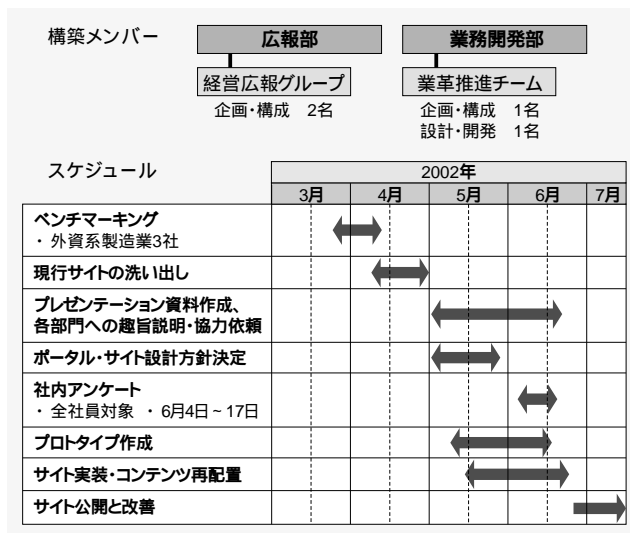 構築メンバー
広報部
業務開発部
経営広報グループ
業革推進チーム
企画・構成 2名
企画・構成 1名
設計・開発 1名
スケジュール
2002年
3月 4月 5月 6月 7月
ベンチマーキング
・ 外資系製造業3社
現行サイトの洗い出し
プレゼンテーション資料作成、
各部門への趣旨説明・協力依頼
ポータル・サイト設計方針決定
社内アンケート
・ 全社員対象 ・ 6月4日~17日
プロトタイプ作成
サイト実装・コンテンツ再配置
サイト公開と改善